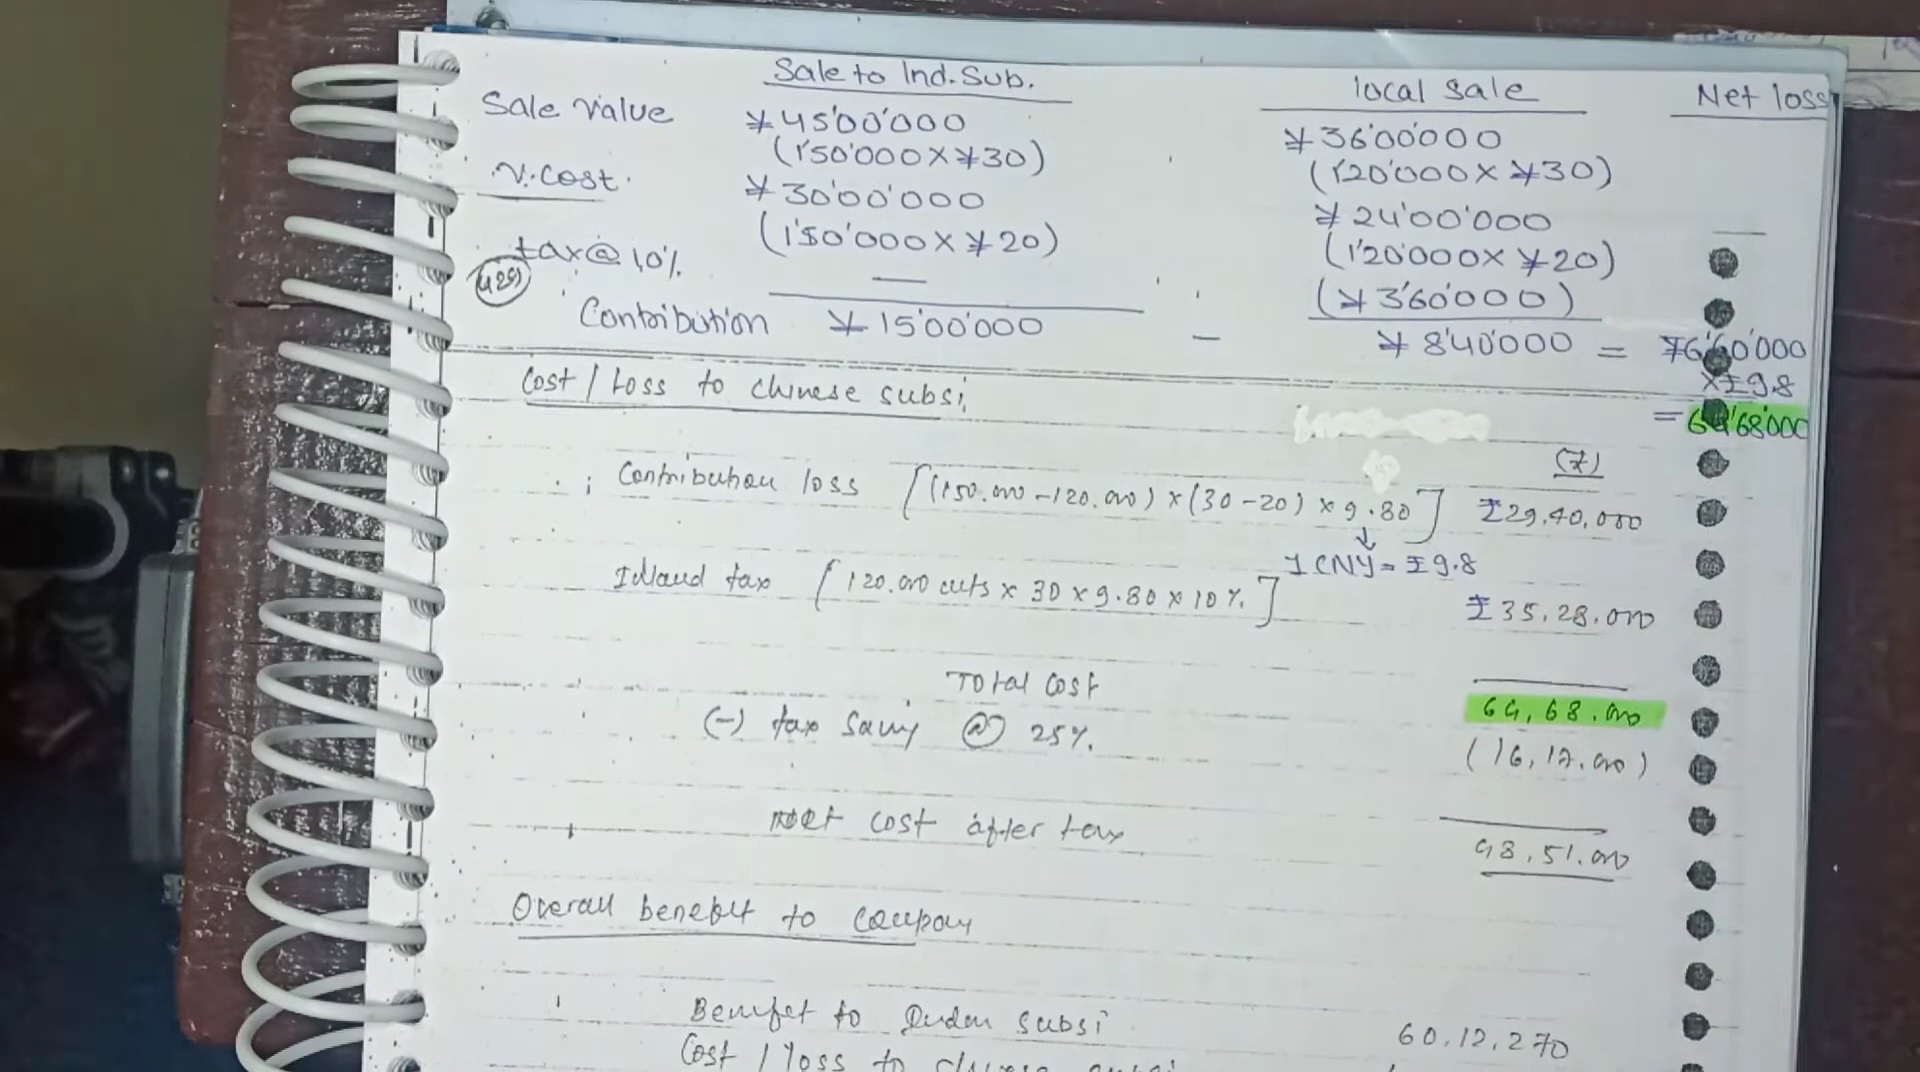 Sale to Ind. Sub. local sale Net loss
Sale Value ¥45'00'000 ¥3600000
(1'50'000 x ¥30) (1'20'000 x ¥30)
V. Cost. ¥30'00'000 ¥24'00'000
(1'50'000 x ¥20) (1'20'000 x ¥20)
tax @ 10% — (¥3'60'000)
Contribution ¥15'00'000 — ¥8'40'000 = ¥6'60'000
x ₹9.8
Cost / Loss to chinese subsi. = 64'68'000
(₹)
; Contribution loss [(150.000 - 120.000) x (30 - 20) x 9.80] ₹29,40,000
1 CNY = ₹9.8
Inland tax [120.000 x 30 x 9.80 x 10%.] ₹35,28.000
Total cost 64,68.000
(-) tax saving @ 25%. (16,17.000)
Net cost after tax 48,51.000
Overall benefit to company
Benefit to Indian subsi 60,12,270
Cost / loss to chinese subsi